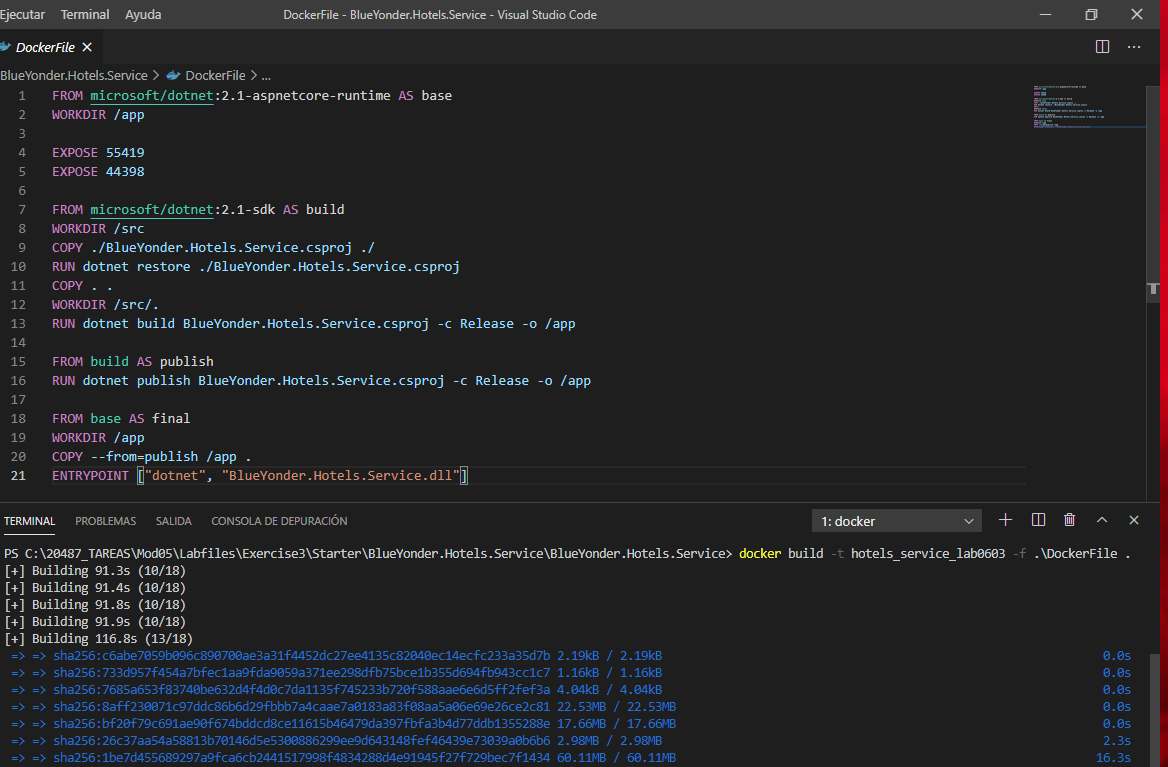 Ejecutar Terminal Ayuda DockerFile - BlueYonder.Hotels.Service - Visual Studio Code
DockerFile
BlueYonder.Hotels.Service > DockerFile > ...
1 FROM microsoft/dotnet:2.1-aspnetcore-runtime AS base
2 WORKDIR /app
3
4 EXPOSE 55419
5 EXPOSE 44398
6
7 FROM microsoft/dotnet:2.1-sdk AS build
8 WORKDIR /src
9 COPY ./BlueYonder.Hotels.Service.csproj ./
10 RUN dotnet restore ./BlueYonder.Hotels.Service.csproj
11 COPY . .
12 WORKDIR /src/.
13 RUN dotnet build BlueYonder.Hotels.Service.csproj -c Release -o /app
14
15 FROM build AS publish
16 RUN dotnet publish BlueYonder.Hotels.Service.csproj -c Release -o /app
17
18 FROM base AS final
19 WORKDIR /app
20 COPY --from=publish /app .
21 ENTRYPOINT ["dotnet", "BlueYonder.Hotels.Service.dll"]
TERMINAL PROBLEMAS SALIDA CONSOLA DE DEPURACIÓN 1: docker
PS C:\20487_TAREAS\Mod05\Labfiles\Exercise3\Starter\BlueYonder.Hotels.Service\BlueYonder.Hotels.Service> docker build -t hotels_service_lab0603 -f .\DockerFile .
[+] Building 91.3s (10/18)
[+] Building 91.4s (10/18)
[+] Building 91.8s (10/18)
[+] Building 91.9s (10/18)
[+] Building 116.8s (13/18)
=> => sha256:c6abe7059b096c890700ae3a31f4452dc27ee4135c82040ec14ecfc233a35d7b 2.19kB / 2.19kB 0.0s
=> => sha256:733d957f454a7bfec1aa9fda9059a371ee298dfb75bce1b355d694fb943cc1c7 1.16kB / 1.16kB 0.0s
=> => sha256:7685a653f83740be632d4f4d0c7da1135f745233b720f588aae6e6d5ff2fef3a 4.04kB / 4.04kB 0.0s
=> => sha256:8aff230071c97ddc86b6d29fbbb7a4caae7a0183a83f08aa5a06e69e26ce2c81 22.53MB / 22.53MB 0.0s
=> => sha256:bf20f79c691ae90f674bddcd8ce11615b46479da397fbfa3b4d77ddb1355288e 17.66MB / 17.66MB 0.0s
=> => sha256:26c37aa54a58813b70146d5e5300886299ee9d643148fef46439e73039a0b6b6 2.98MB / 2.98MB 2.3s
=> => sha256:1be7d455689297a9fca6cb2441517998f4834288d4e91945f27f729bec7f1434 60.11MB / 60.11MB 16.3s